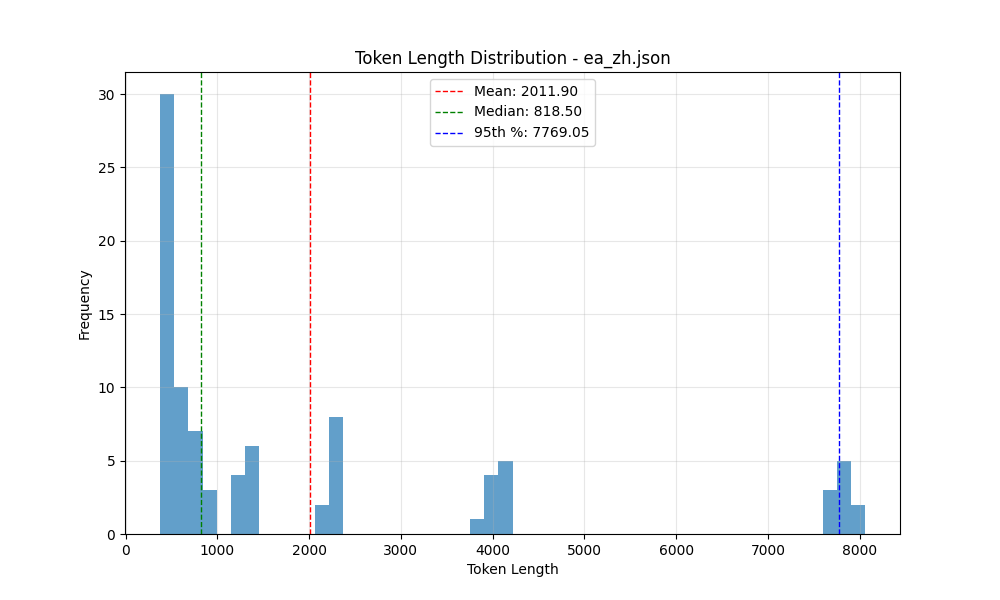 Token Length Distribution - ea_zh.json
Mean: 2011.90
Median: 818.50
95th %: 7769.05
30
25
20
15
10
5
0
Frequency
0 1000 2000 3000 4000 5000 6000 7000 8000
Token Length